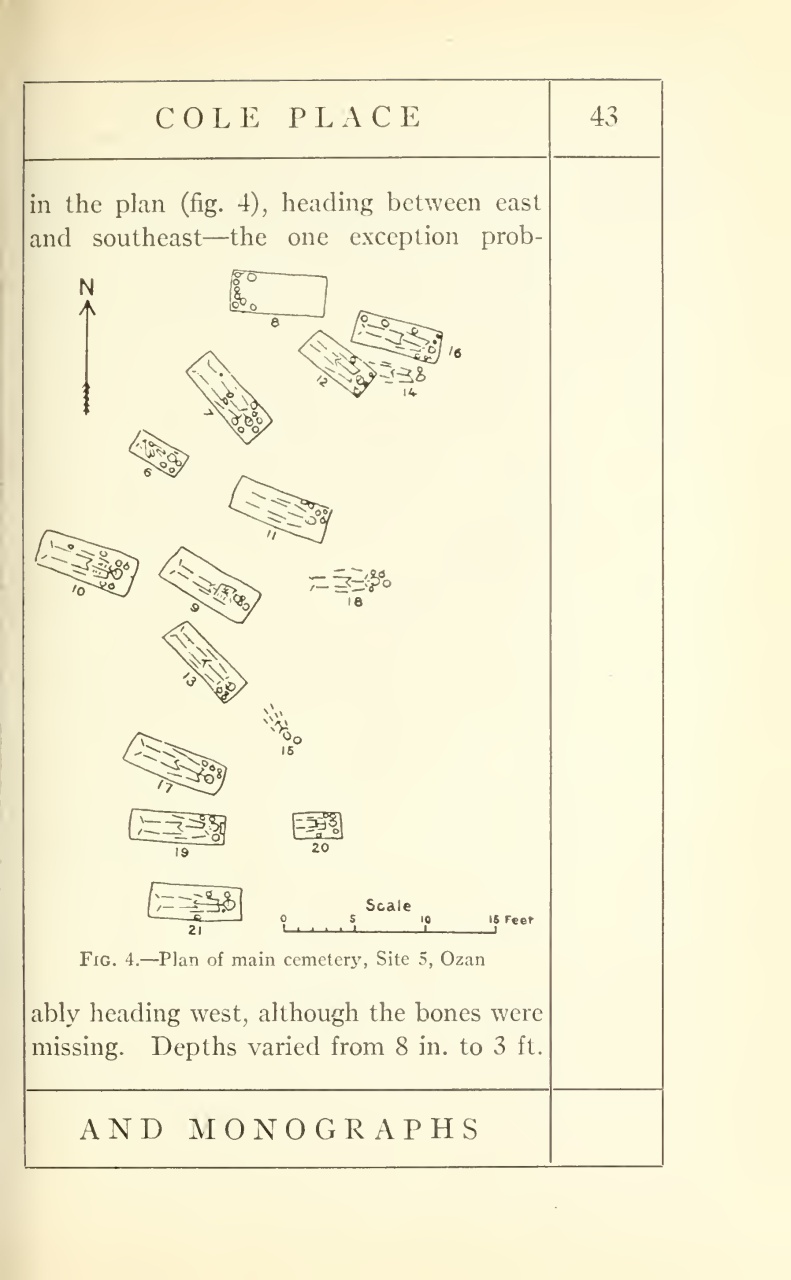 COLE PLACE
43
in the plan (fig. 4), heading between east
and southeast—the one exception prob-
N
8
16
12
14
7
6
11
10
9
18
13
15
17
19
20
21
Scale
0 5 10 15 Feet
FIG. 4.—Plan of main cemetery, Site 5, Ozan
ably heading west, although the bones were
missing. Depths varied from 8 in. to 3 ft.
AND MONOGRAPHS